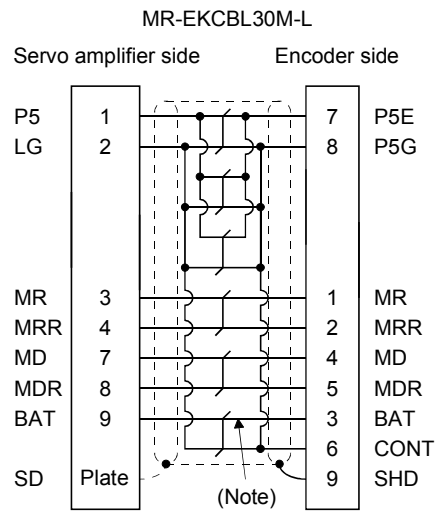 MR-EKCBL30M-L
Servo amplifier side Encoder side
P5 1 7 P5E
LG 2 8 P5G
MR 3 1 MR
MRR 4 2 MRR
MD 7 4 MD
MDR 8 5 MDR
BAT 9 3 BAT
6 CONT
SD Plate 9 SHD
(Note)